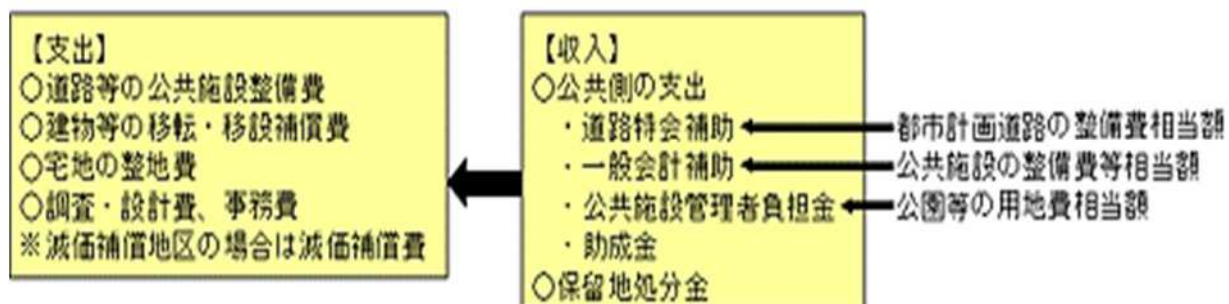 【支出】
○道路等の公共施設整備費
○建物等の移転・移設補償費
○宅地の整地費
○調査・設計費、事務費
※減価補償地区の場合は減価補償費
【収入】
○公共側の支出
・道路特会補助
・一般会計補助
・公共施設管理者負担金
・助成金
○保留地処分金
都市計画道路の整備費相当額
公共施設の整備費等相当額
公園等の用地費相当額